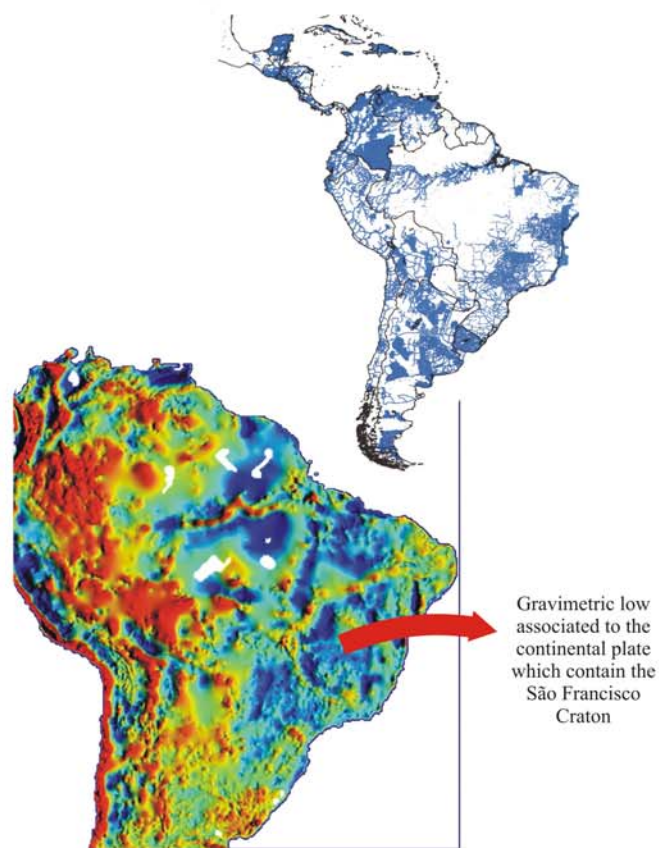 Gravimetric low
associated to the
continental plate
which contain the
São Francisco
Craton